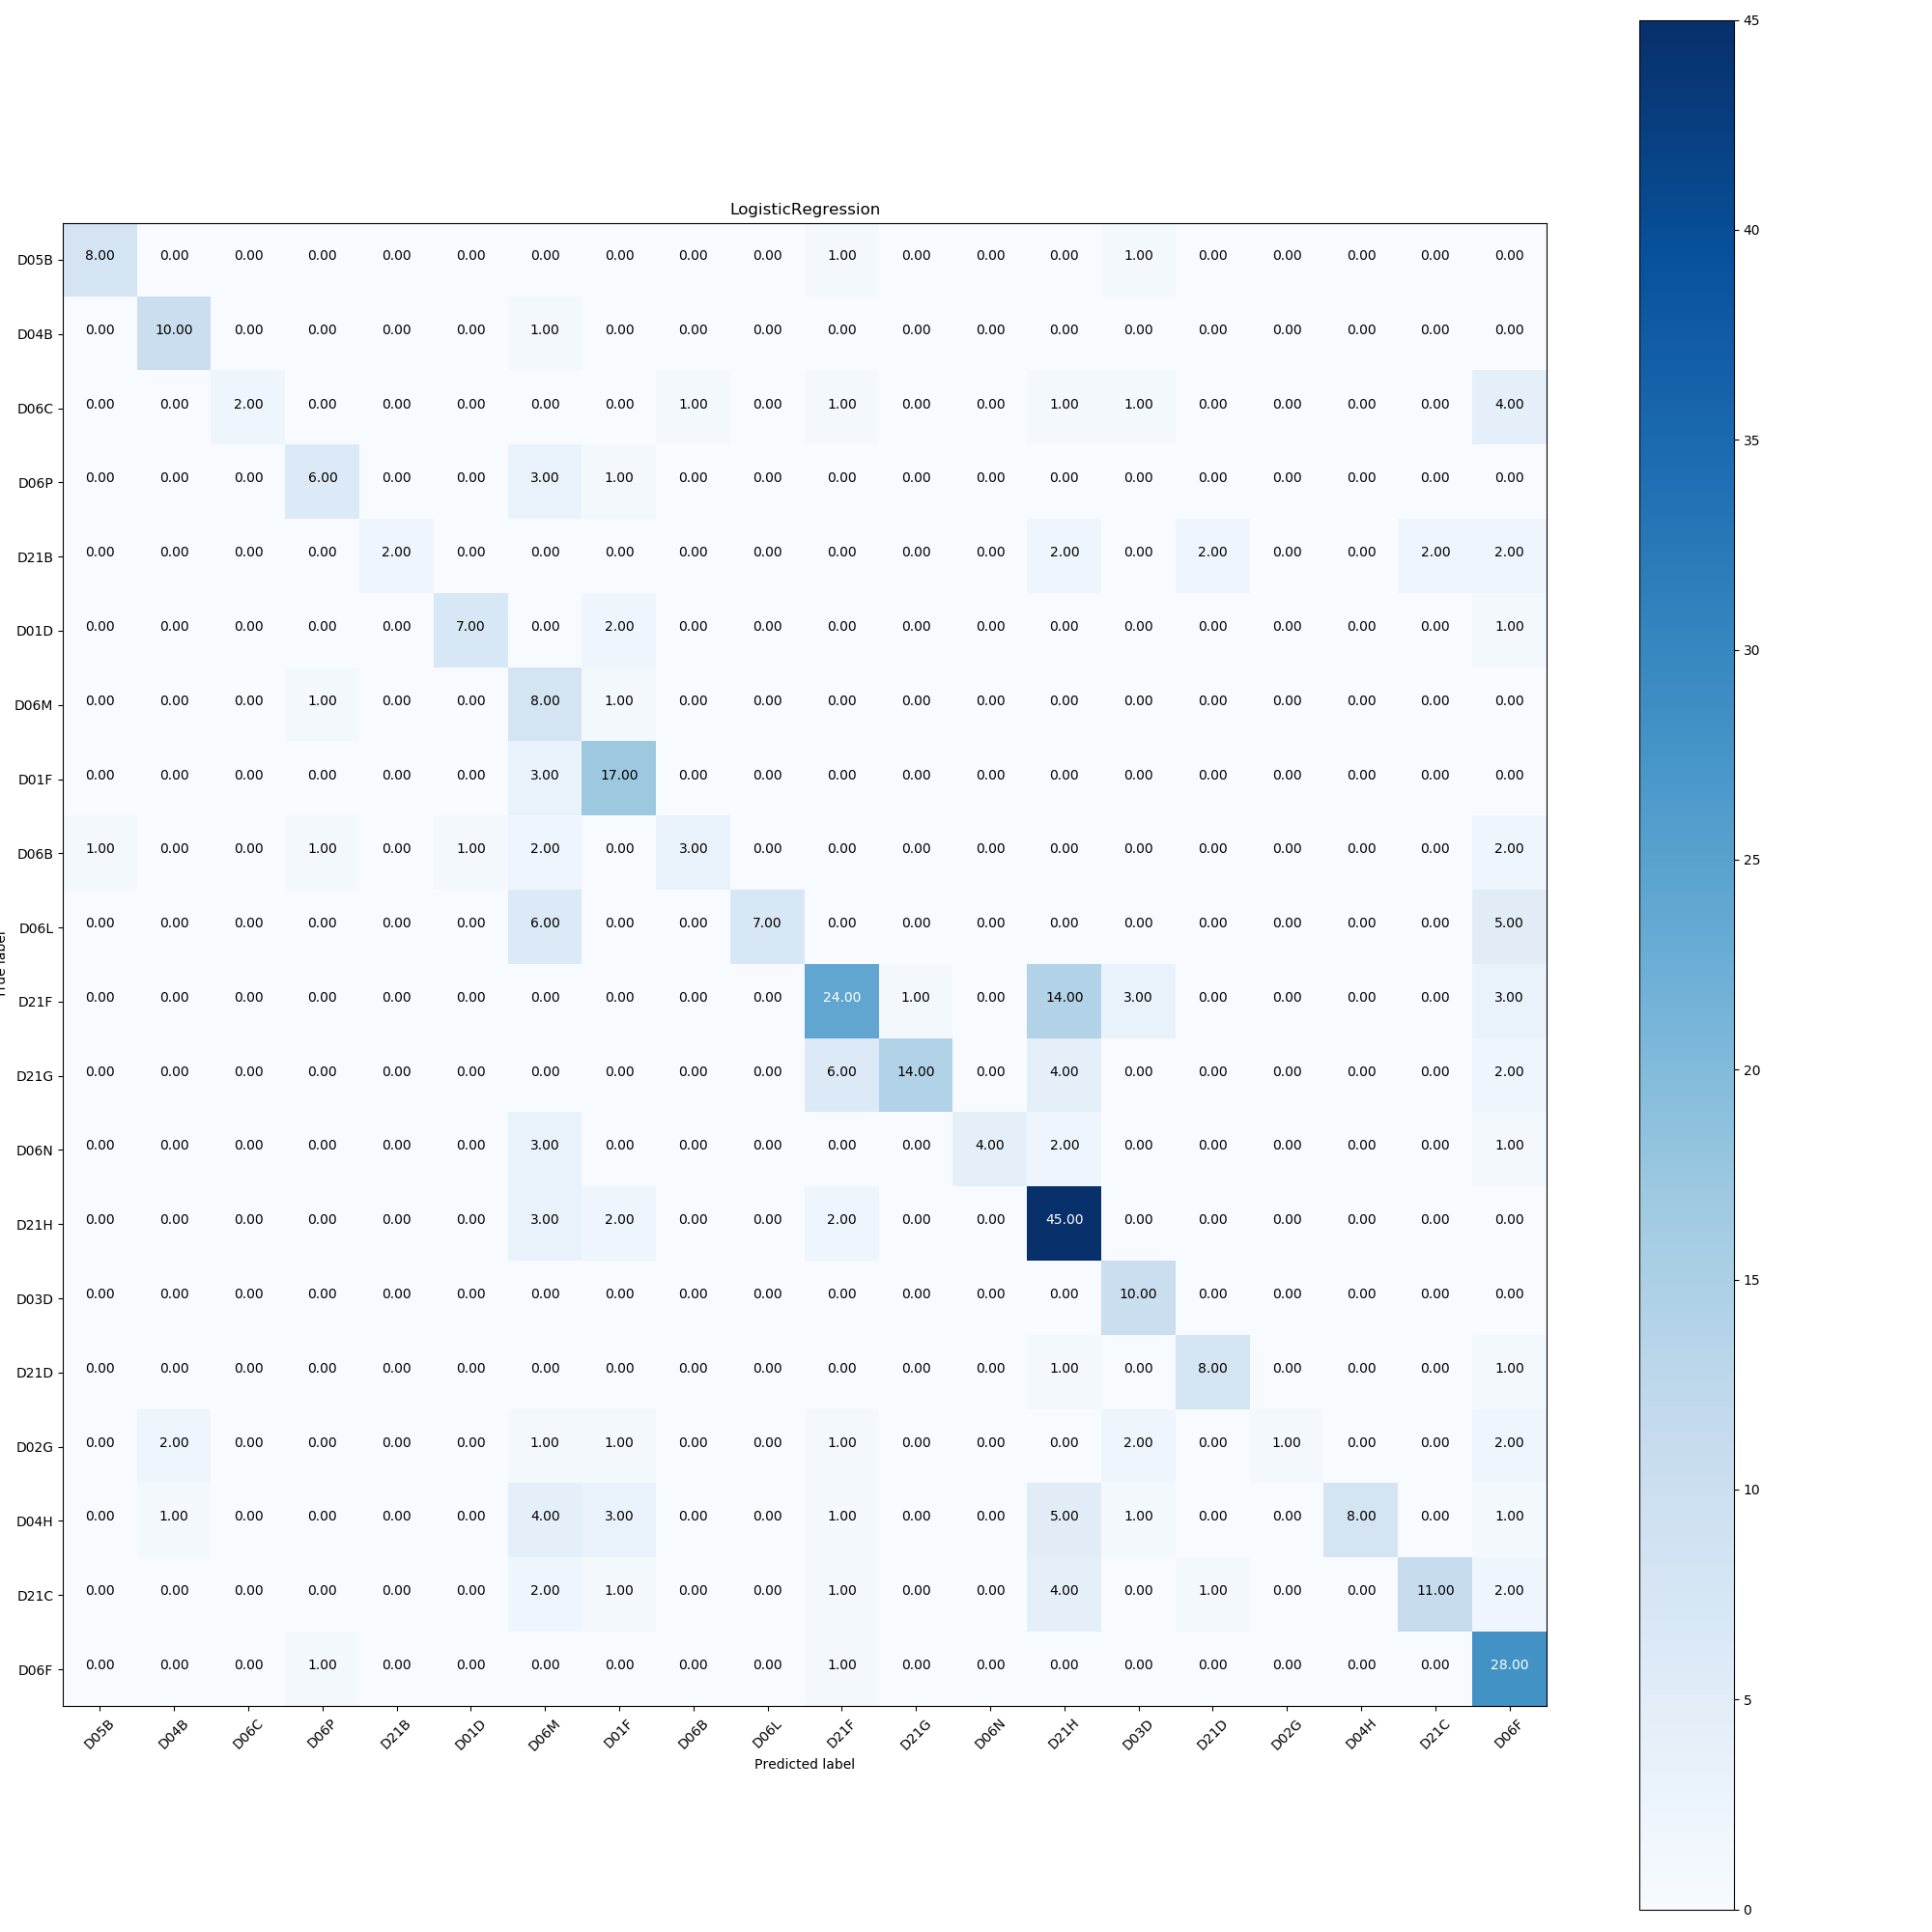 LogisticRegression
D05B 8.00 0.00 0.00 0.00 0.00 0.00 0.00 0.00 0.00 0.00 1.00 0.00 0.00 0.00 1.00 0.00 0.00 0.00 0.00 0.00
D04B 0.00 10.00 0.00 0.00 0.00 0.00 1.00 0.00 0.00 0.00 0.00 0.00 0.00 0.00 0.00 0.00 0.00 0.00 0.00 0.00
D06C 0.00 0.00 2.00 0.00 0.00 0.00 0.00 0.00 1.00 0.00 1.00 0.00 0.00 1.00 1.00 0.00 0.00 0.00 0.00 4.00
D06P 0.00 0.00 0.00 6.00 0.00 0.00 3.00 1.00 0.00 0.00 0.00 0.00 0.00 0.00 0.00 0.00 0.00 0.00 0.00 0.00
D21B 0.00 0.00 0.00 0.00 2.00 0.00 0.00 0.00 0.00 0.00 0.00 0.00 0.00 2.00 0.00 2.00 0.00 0.00 2.00 2.00
D01D 0.00 0.00 0.00 0.00 0.00 7.00 0.00 2.00 0.00 0.00 0.00 0.00 0.00 0.00 0.00 0.00 0.00 0.00 0.00 1.00
D06M 0.00 0.00 0.00 1.00 0.00 0.00 8.00 1.00 0.00 0.00 0.00 0.00 0.00 0.00 0.00 0.00 0.00 0.00 0.00 0.00
D01F 0.00 0.00 0.00 0.00 0.00 0.00 3.00 17.00 0.00 0.00 0.00 0.00 0.00 0.00 0.00 0.00 0.00 0.00 0.00 0.00
D06B 1.00 0.00 0.00 1.00 0.00 1.00 2.00 0.00 3.00 0.00 0.00 0.00 0.00 0.00 0.00 0.00 0.00 0.00 0.00 2.00
D06L 0.00 0.00 0.00 0.00 0.00 0.00 6.00 0.00 0.00 7.00 0.00 0.00 0.00 0.00 0.00 0.00 0.00 0.00 0.00 5.00
D21F 0.00 0.00 0.00 0.00 0.00 0.00 0.00 0.00 0.00 0.00 24.00 1.00 0.00 14.00 3.00 0.00 0.00 0.00 0.00 3.00
D21G 0.00 0.00 0.00 0.00 0.00 0.00 0.00 0.00 0.00 0.00 6.00 14.00 0.00 4.00 0.00 0.00 0.00 0.00 0.00 2.00
D06N 0.00 0.00 0.00 0.00 0.00 0.00 3.00 0.00 0.00 0.00 0.00 0.00 4.00 2.00 0.00 0.00 0.00 0.00 0.00 1.00
D21H 0.00 0.00 0.00 0.00 0.00 0.00 3.00 2.00 0.00 0.00 2.00 0.00 0.00 45.00 0.00 0.00 0.00 0.00 0.00 0.00
D03D 0.00 0.00 0.00 0.00 0.00 0.00 0.00 0.00 0.00 0.00 0.00 0.00 0.00 0.00 10.00 0.00 0.00 0.00 0.00 0.00
D21D 0.00 0.00 0.00 0.00 0.00 0.00 0.00 0.00 0.00 0.00 0.00 0.00 0.00 1.00 0.00 8.00 0.00 0.00 0.00 1.00
D02G 0.00 2.00 0.00 0.00 0.00 0.00 1.00 1.00 0.00 0.00 1.00 0.00 0.00 0.00 2.00 0.00 1.00 0.00 0.00 2.00
D04H 0.00 1.00 0.00 0.00 0.00 0.00 4.00 3.00 0.00 0.00 1.00 0.00 0.00 5.00 1.00 0.00 0.00 8.00 0.00 1.00
D21C 0.00 0.00 0.00 0.00 0.00 0.00 2.00 1.00 0.00 0.00 1.00 0.00 0.00 4.00 0.00 1.00 0.00 0.00 11.00 2.00
D06F 0.00 0.00 0.00 1.00 0.00 0.00 0.00 0.00 0.00 0.00 1.00 0.00 0.00 0.00 0.00 0.00 0.00 0.00 0.00 28.00
D05B D04B D06C D06P D21B D01D D06M D01F D06B D06L D21F D21G D06N D21H D03D D21D D02G D04H D21C D06F
Predicted label
45
40
35
30
25
20
15
10
5
0